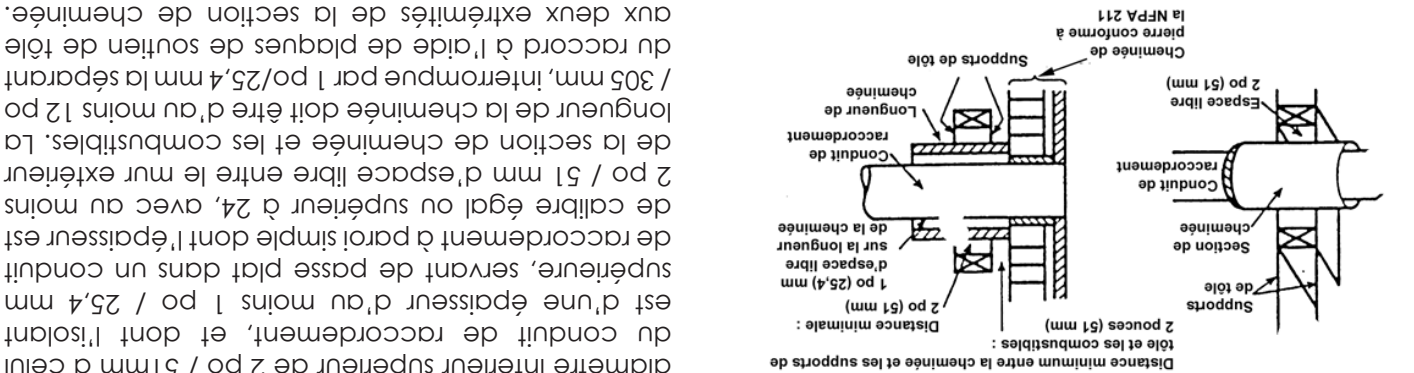 Distance minimum entre la cheminée et les supports de
tôle et les combustibles :
2 pouces (51 mm)
Supports
de tôle
Section de
cheminée
Conduit de
raccordement
Espace libre
2 po (51 mm)
Distance minimale :
2 po (51 mm)
1 po (25,4) mm
d'espace libre
sur la longueur
de la cheminée
Conduit de
raccordement
Longueur de
cheminée
Supports de tôle
Cheminée de
pierre conforme à
la NFPA 211
diamètre intérieur supérieur de 2 po / 51mm à celui
du conduit de raccordement, et dont l'isolant
est d'une épaisseur d'au moins 1 po / 25,4 mm
supérieure, servant de passe plat dans un conduit
de raccordement à paroi simple dont l'épaisseur est
de calibre égal ou supérieur à 24, avec au moins
2 po / 51 mm d'espace libre entre le mur extérieur
de la section de cheminée et les combustibles. La
longueur de la cheminée doit être d'au moins 12 po
/ 305 mm, interrompue par 1 po/25,4 mm la séparant
du raccord à l'aide de plaques de soutien de tôle
aux deux extrémités de la section de cheminée.